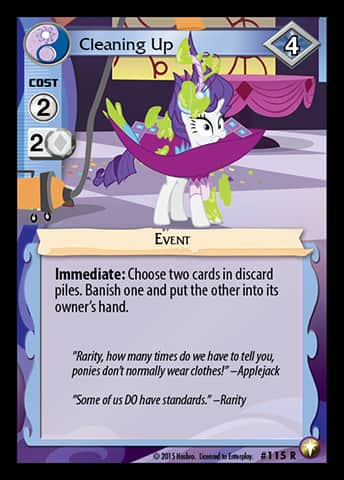 Cleaning Up
4
COST
2
2
EVENT
Immediate: Choose two cards in discard
piles. Banish one and put the other into its
owner's hand.
"Rarity, how many times do we have to tell you,
ponies don't normally wear clothes!" –Applejack
"Some of us DO have standards." –Rarity
© 2015 Hasbro. Licensed to Enterplay. #115 R